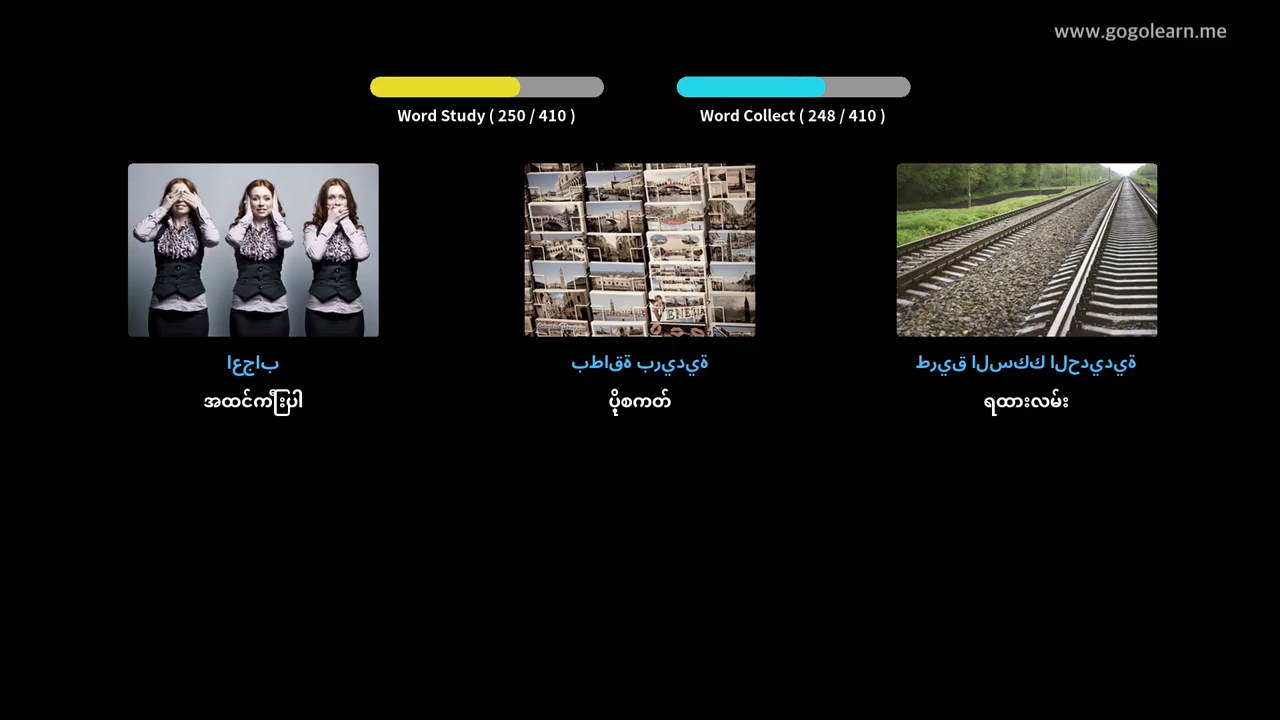 www.gogolearn.me
Word Study ( 250 / 410 )
Word Collect ( 248 / 410 )
اعجاب
بطاقة بريدية
طريق السكك الحديدية
အထင်ကြီးပါ
ပို့စကတ်
ရထားလမ်း